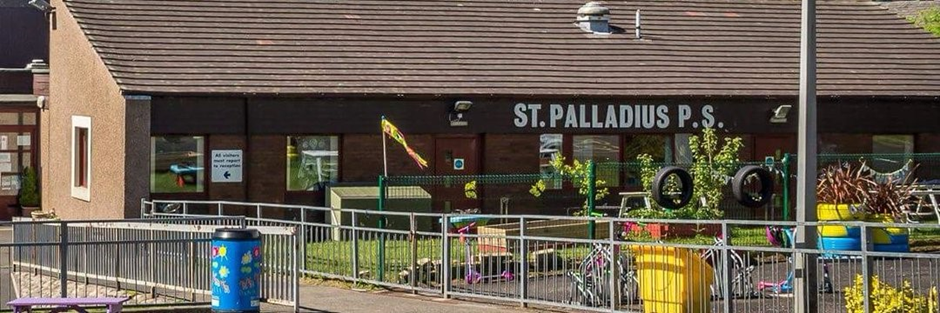 ST. PALLADIUS P.S.
All visitors
must report to
reception